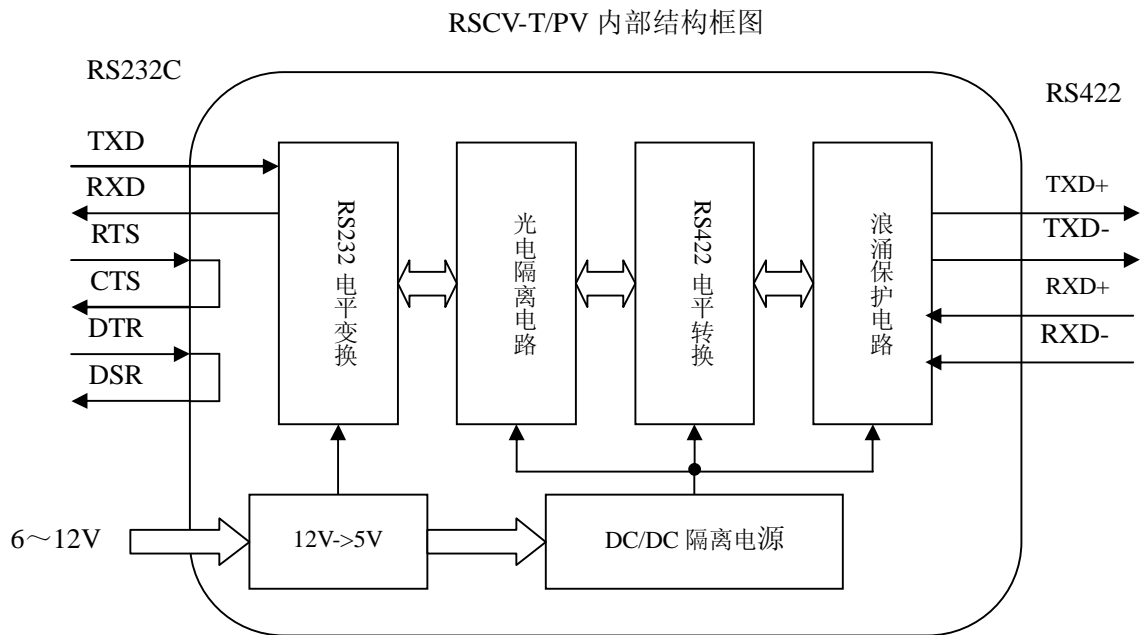 RSCV-T/PV 内部结构框图
RS232C
RS422
TXD
RXD
RTS
CTS
DTR
DSR
RS232 电平变换
光电隔离电路
RS422 电平转换
浪涌保护电路
TXD+
TXD-
RXD+
RXD-
6～12V
12V->5V
DC/DC 隔离电源